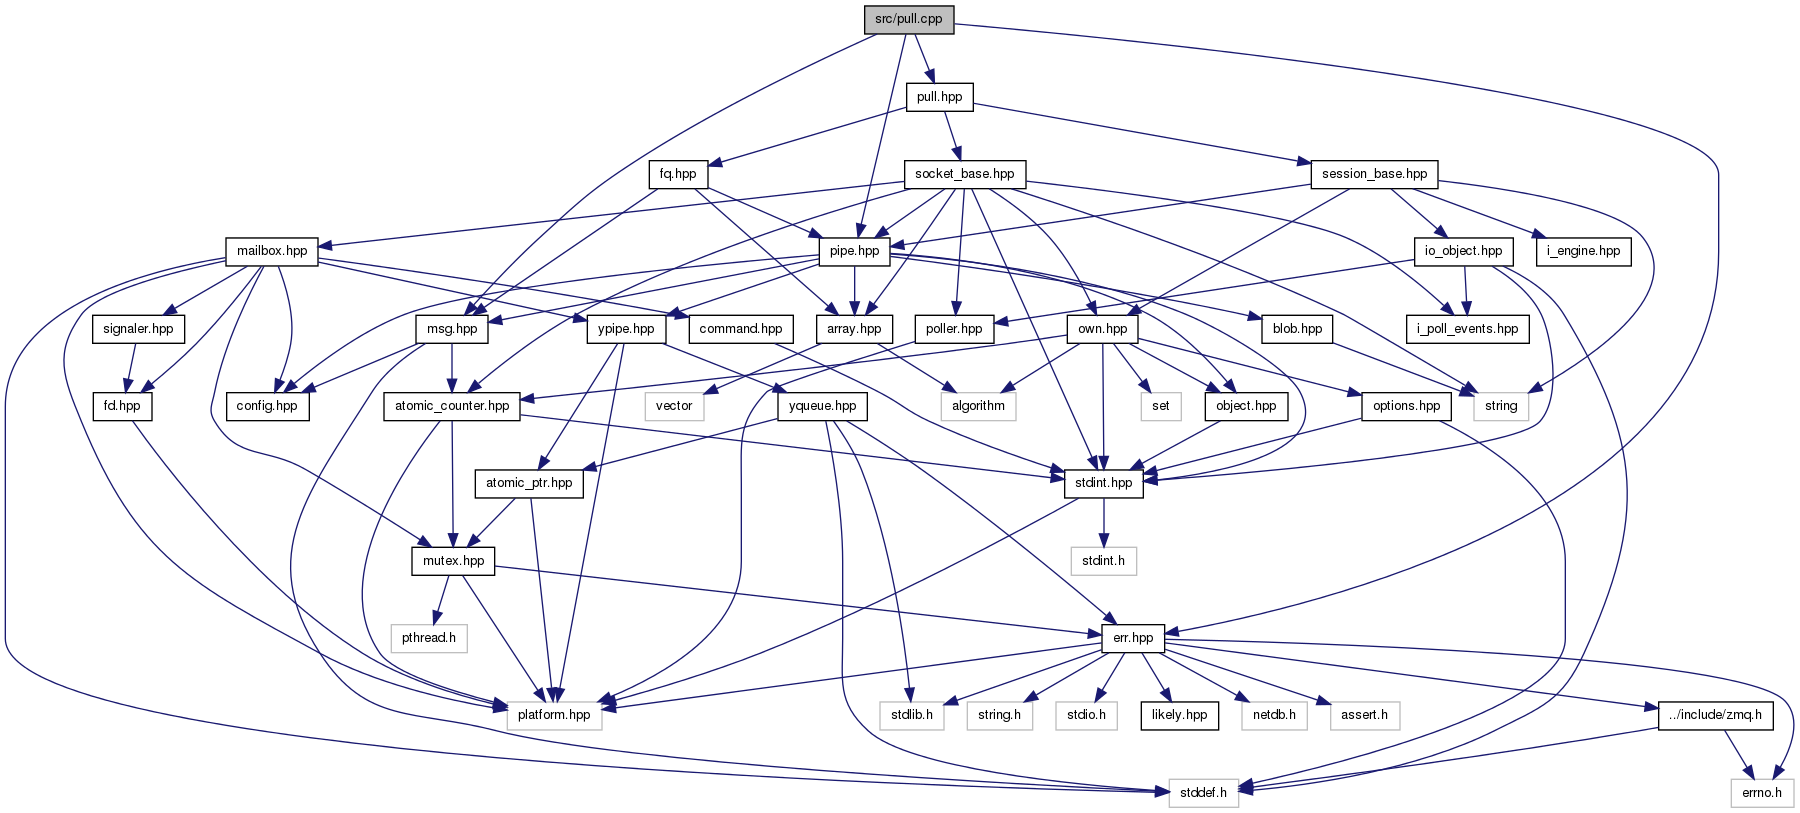 src/pull.cpp
pull.hpp
fq.hpp
socket_base.hpp
session_base.hpp
mailbox.hpp
pipe.hpp
io_object.hpp
i_engine.hpp
signaler.hpp
msg.hpp
ypipe.hpp
command.hpp
array.hpp
poller.hpp
own.hpp
blob.hpp
i_poll_events.hpp
fd.hpp
config.hpp
atomic_counter.hpp
vector
yqueue.hpp
algorithm
set
object.hpp
options.hpp
string
atomic_ptr.hpp
stdint.hpp
mutex.hpp
stdint.h
pthread.h
err.hpp
platform.hpp
stdlib.h
string.h
stdio.h
likely.hpp
netdb.h
assert.h
../include/zmq.h
stddef.h
errno.h